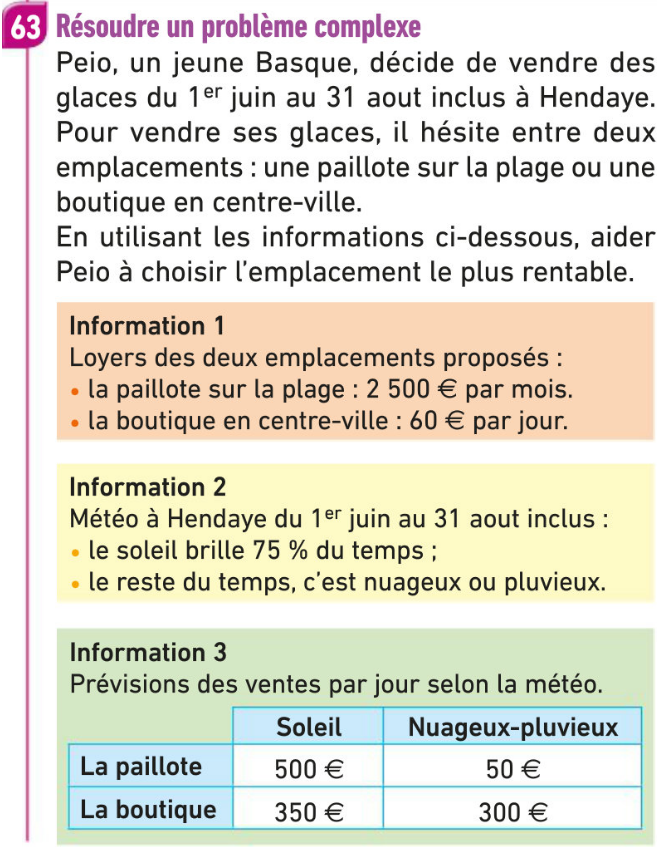 63 Résoudre un problème complexe
Peio, un jeune Basque, décide de vendre des
glaces du 1er juin au 31 aout inclus à Hendaye.
Pour vendre ses glaces, il hésite entre deux
emplacements : une paillote sur la plage ou une
boutique en centre-ville.
En utilisant les informations ci-dessous, aider
Peio à choisir l’emplacement le plus rentable.
Information 1
Loyers des deux emplacements proposés :
• la paillote sur la plage : 2 500 € par mois.
• la boutique en centre-ville : 60 € par jour.
Information 2
Météo à Hendaye du 1er juin au 31 aout inclus :
• le soleil brille 75 % du temps ;
• le reste du temps, c’est nuageux ou pluvieux.
Information 3
Prévisions des ventes par jour selon la météo.
Soleil Nuageux-pluvieux
La paillote 500 € 50 €
La boutique 350 € 300 €